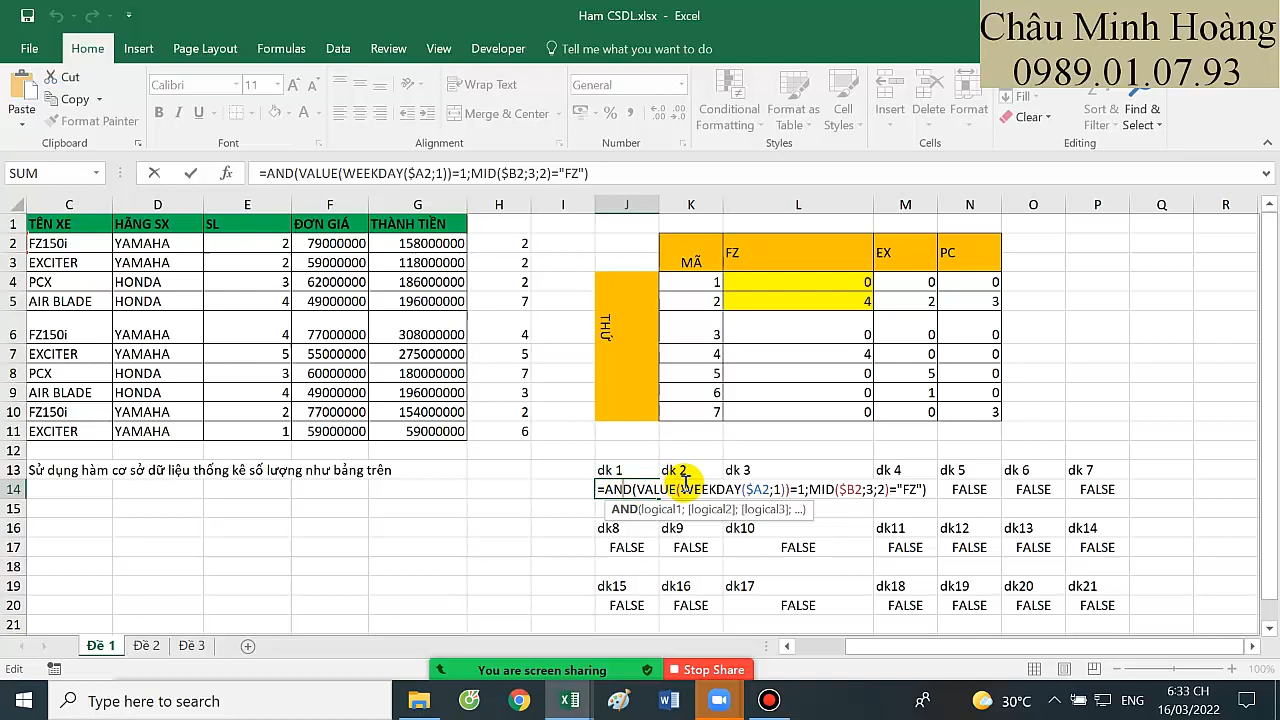 Ham CSDL.xlsx - Excel
Châu Minh Hoàng
0989.01.07.93
File Home Insert Page Layout Formulas Data Review View Developer Tell me what you want to do
Paste Cut
Copy
Format Painter
Calibri 11
B I U
Wrap Text
Merge & Center
General
Conditional Formatting
Format as Table
Cell Styles
Insert Delete Format
Fill
Clear
Sort & Filter
Find & Select
Clipboard Font Alignment Number Styles Cells Editing
SUM =AND(VALUE(WEEKDAY($A2;1))=1;MID($B2;3;2)="FZ")
C D E F G H I J K L M N O P Q R
1 TÊN XE HÃNG SX SL ĐƠN GIÁ THÀNH TIỀN
2 FZ150i YAMAHA 2 79000000 158000000 2 MÃ FZ EX PC
3 EXCITER YAMAHA 2 59000000 118000000 2
4 PCX HONDA 3 62000000 186000000 2 THỨ 1 0 0 0
5 AIR BLADE HONDA 4 49000000 196000000 7 2 4 2 3
6 FZ150i YAMAHA 4 77000000 308000000 4 3 0 0 0
7 EXCITER YAMAHA 5 55000000 275000000 5 4 4 0 0
8 PCX HONDA 3 60000000 180000000 7 5 0 5 0
9 AIR BLADE HONDA 4 49000000 196000000 3 6 0 1 0
10 FZ150i YAMAHA 2 77000000 154000000 2 7 0 0 3
11 EXCITER YAMAHA 1 59000000 59000000 6
12
13 Sử dụng hàm cơ sở dữ liệu thống kê số lượng như bảng trên dk 1 dk 2 dk 3 dk 4 dk 5 dk 6 dk 7
14 =AND(VALUE(WEEKDAY($A2;1))=1;MID($B2;3;2)="FZ") FALSE FALSE FALSE
15 AND(logical1; [logical2]; [logical3]; ...)
16 dk8 dk9 dk10 dk11 dk12 dk13 dk14
17 FALSE FALSE FALSE FALSE FALSE FALSE FALSE
18
19 dk15 dk16 dk17 dk18 dk19 dk20 dk21
20 FALSE FALSE FALSE FALSE FALSE FALSE FALSE
21
Đề 1 Đề 2 Đề 3
Edit 100%
You are screen sharing Stop Share
Type here to search
30°C ENG
6:33 CH
16/03/2022